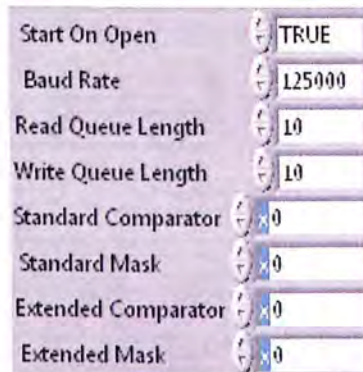 Start On Open TRUE
Baud Rate 125000
Read Queue Length 10
Write Queue Length 10
Standard Comparator x0
Standard Mask x0
Extended Comparator x0
Extended Mask x0